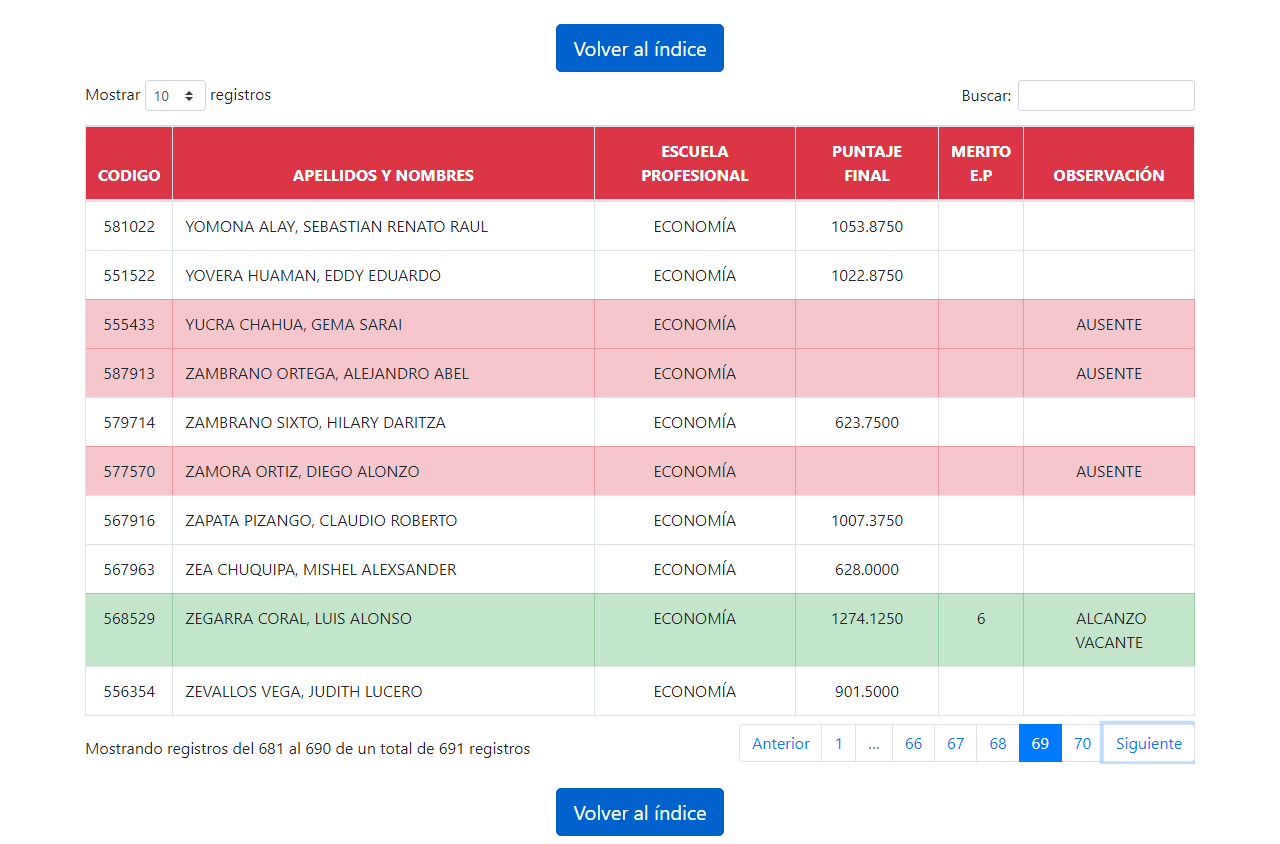 Volver al índice
Mostrar 10 registros Buscar:
CODIGO APELLIDOS Y NOMBRES ESCUELA PROFESIONAL PUNTAJE FINAL MERITO E.P OBSERVACIÓN
581022 YOMONA ALAY, SEBASTIAN RENATO RAUL ECONOMÍA 1053.8750
551522 YOVERA HUAMAN, EDDY EDUARDO ECONOMÍA 1022.8750
555433 YUCRA CHAHUA, GEMA SARAI ECONOMÍA AUSENTE
587913 ZAMBRANO ORTEGA, ALEJANDRO ABEL ECONOMÍA AUSENTE
579714 ZAMBRANO SIXTO, HILARY DARITZA ECONOMÍA 623.7500
577570 ZAMORA ORTIZ, DIEGO ALONZO ECONOMÍA AUSENTE
567916 ZAPATA PIZANGO, CLAUDIO ROBERTO ECONOMÍA 1007.3750
567963 ZEA CHUQUIPA, MISHEL ALEXSANDER ECONOMÍA 628.0000
568529 ZEGARRA CORAL, LUIS ALONSO ECONOMÍA 1274.1250 6 ALCANZO VACANTE
556354 ZEVALLOS VEGA, JUDITH LUCERO ECONOMÍA 901.5000
Mostrando registros del 681 al 690 de un total de 691 registros Anterior 1 ... 66 67 68 69 70 Siguiente
Volver al índice